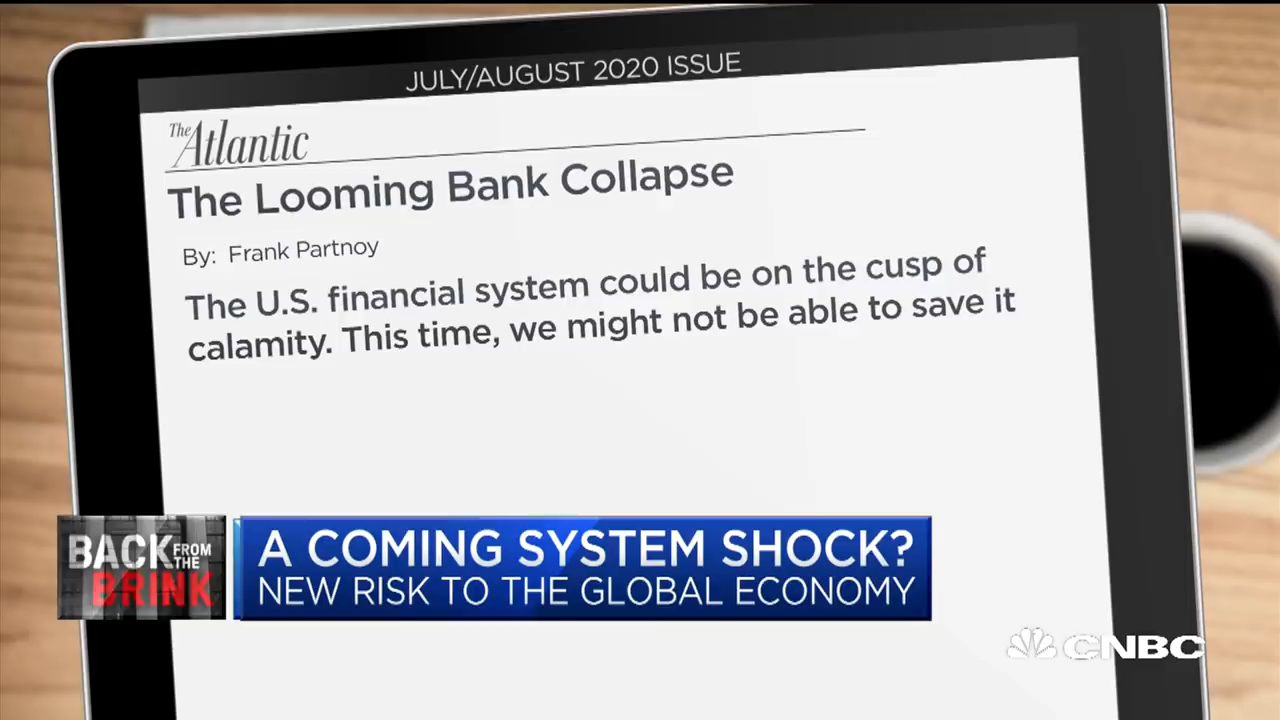 JULY/AUGUST 2020 ISSUE
The Atlantic
The Looming Bank Collapse
By: Frank Partnoy
The U.S. financial system could be on the cusp of
calamity. This time, we might not be able to save it
BACK FROM THE BRINK
A COMING SYSTEM SHOCK?
NEW RISK TO THE GLOBAL ECONOMY
CNBC